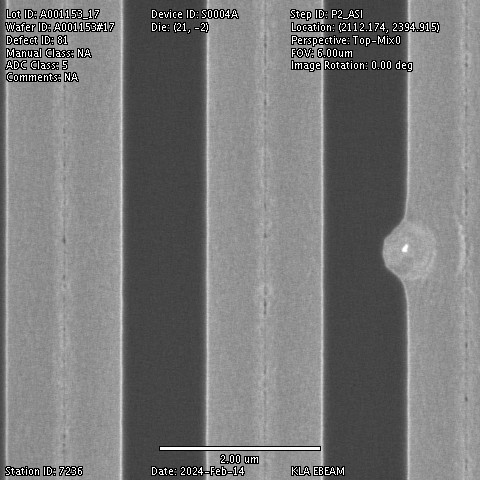 Lot ID: A001153_17
Wafer ID: A001153#17
Defect ID: 81
Manual Class: NA
ADC Class: 5
Comments: NA
Device ID: S0004A
Die: (21, -2)
Step ID: P2_ASI
Location: (2112.174, 2394.915)
Perspective: Top-Mix0
FOV: 6.00um
Image Rotation: 0.00 deg
2.00 um
Station ID: 7236
Date: 2024-Feb-14
KLA EBEAM